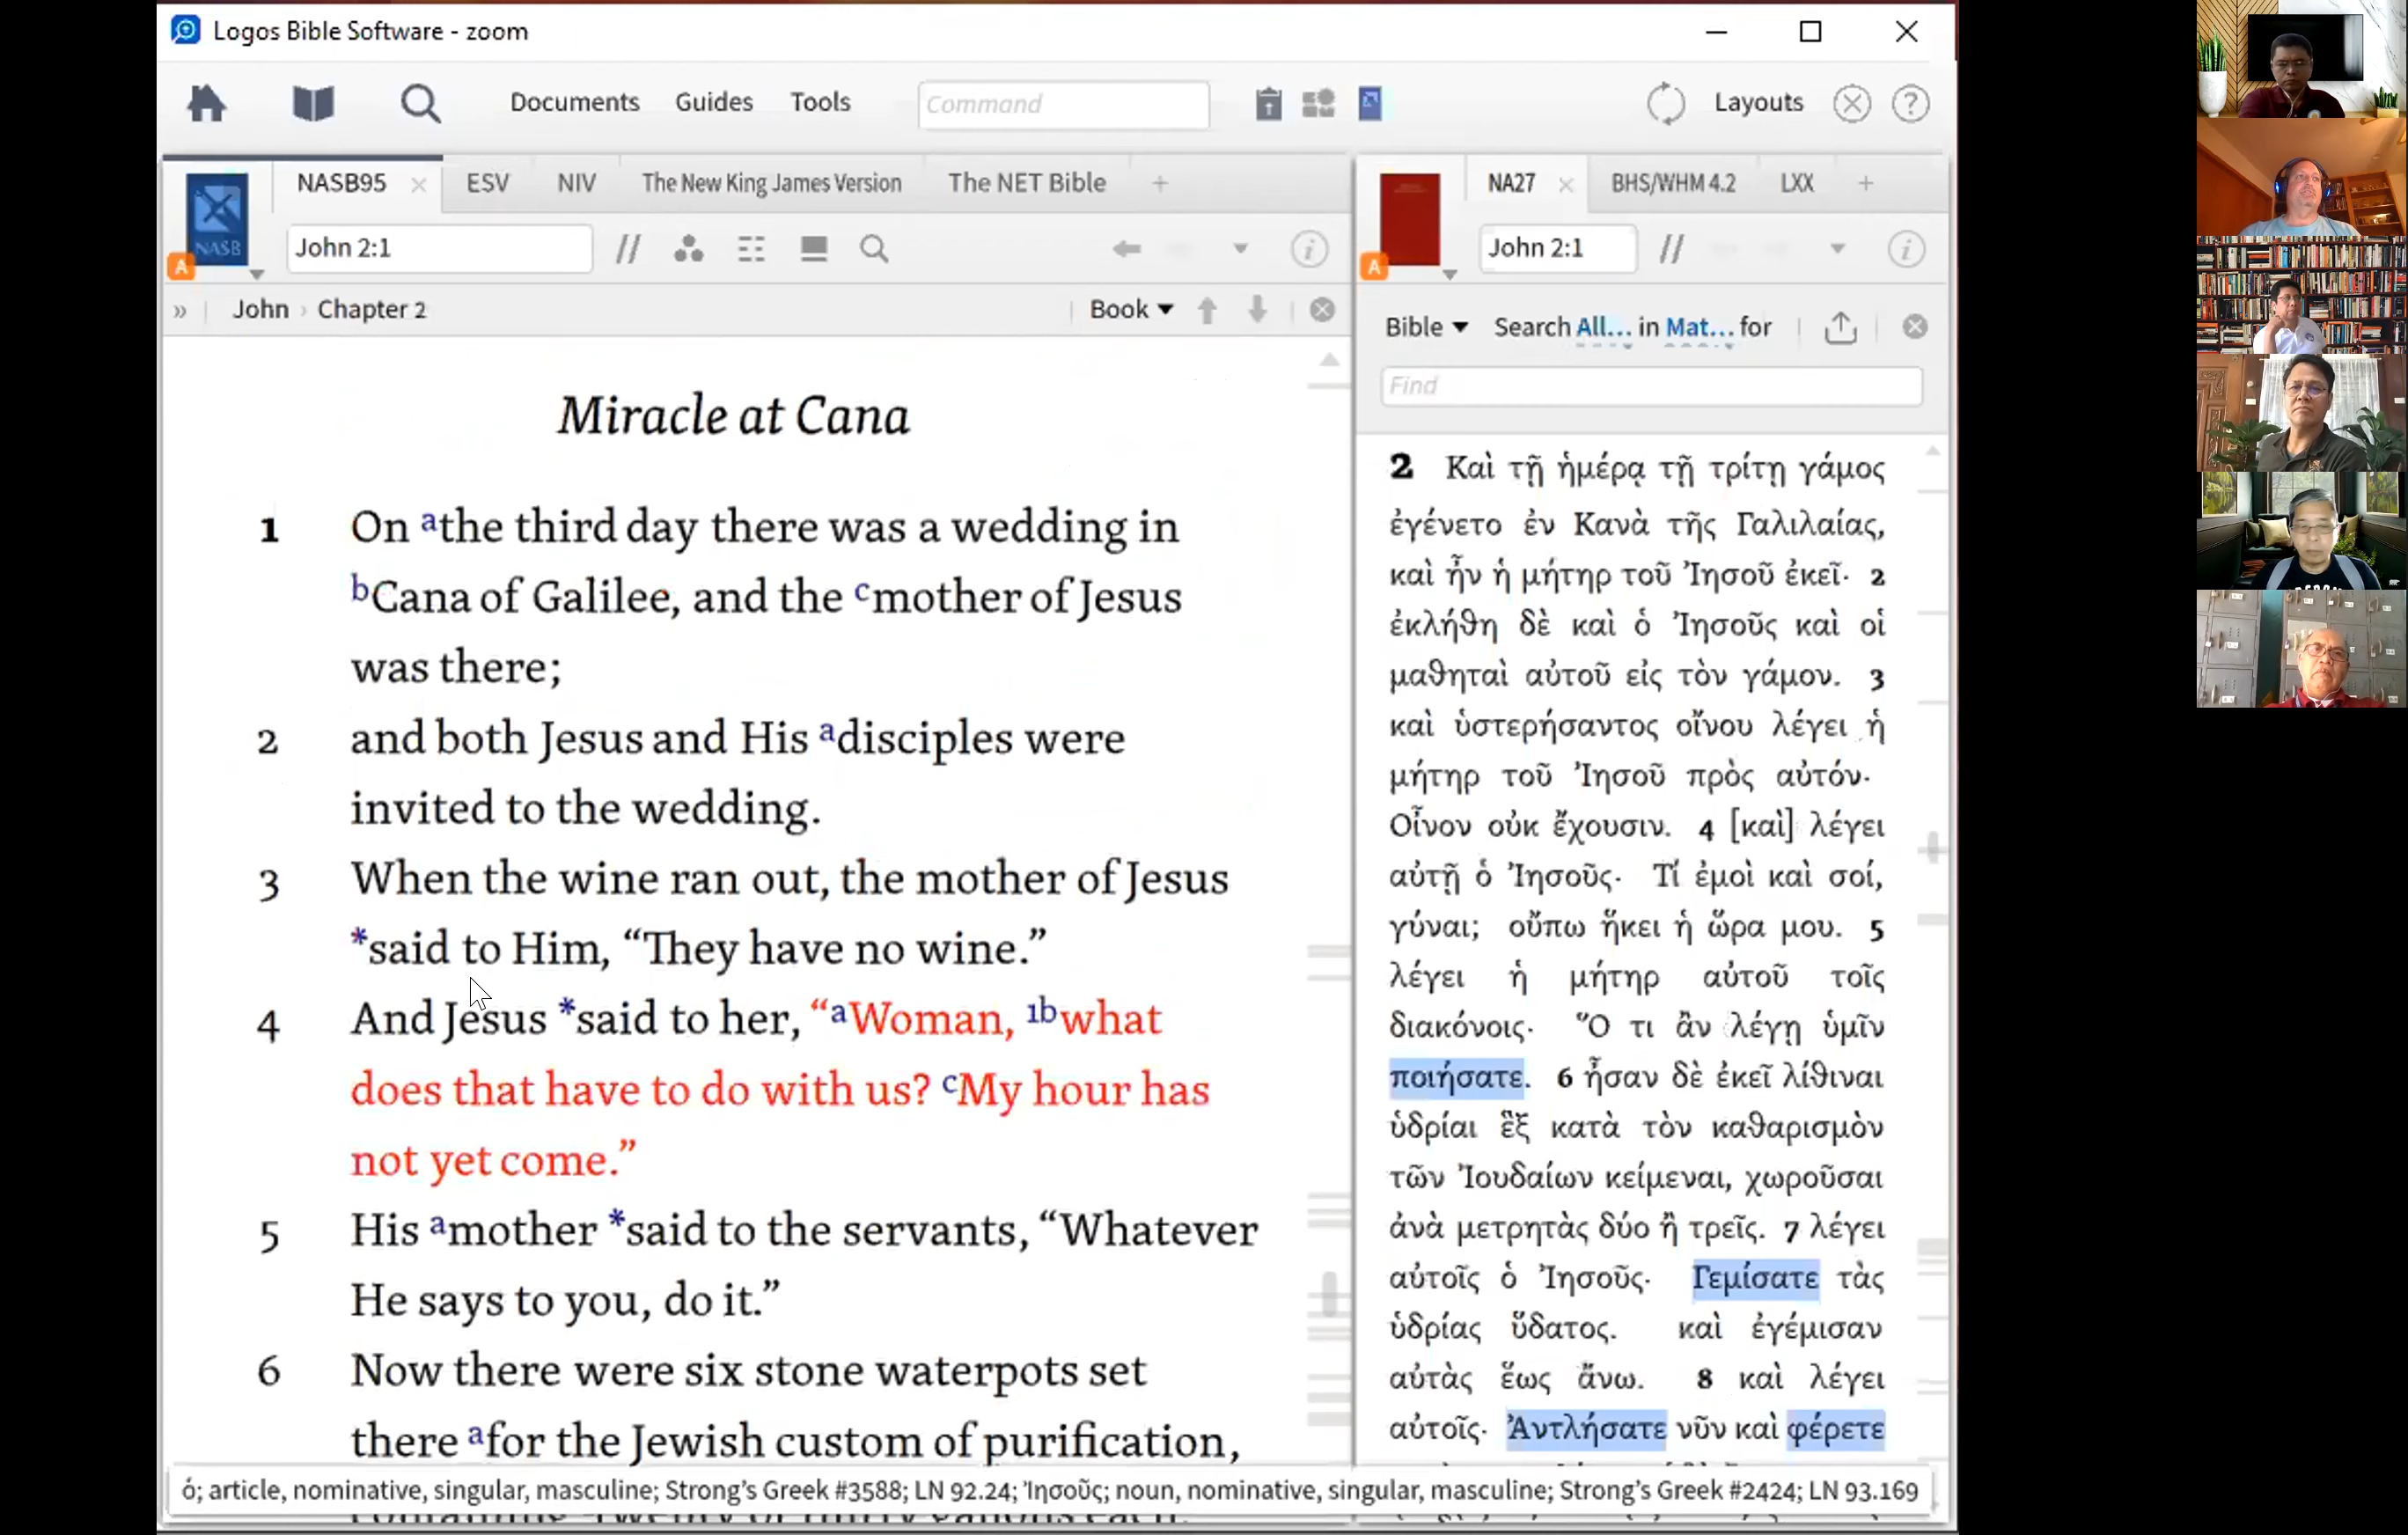 Logos Bible Software - zoom
Documents Guides Tools Command Layouts
NASB95 ESV NIV The New King James Version The NET Bible
NASB
A
John 2:1
» John › Chapter 2 Book
Miracle at Cana
1 On ᵃthe third day there was a wedding in
ᵇCana of Galilee, and the ᶜmother of Jesus
was there;
2 and both Jesus and His ᵃdisciples were
invited to the wedding.
3 When the wine ran out, the mother of Jesus
*said to Him, “They have no wine.”
4 And Jesus *said to her, “ᵃWoman, ¹ᵇwhat
does that have to do with us? ᶜMy hour has
not yet come.”
5 His ᵃmother *said to the servants, “Whatever
He says to you, do it.”
6 Now there were six stone waterpots set
there ᵃfor the Jewish custom of purification,
NA27 BHS/WHM 4.2 LXX
A
John 2:1
Bible Search All... in Mat... for
Find
2 Καὶ τῇ ἡμέρᾳ τῇ τρίτῃ γάμος
ἐγένετο ἐν Κανὰ τῆς Γαλιλαίας,
καὶ ἦν ἡ μήτηρ τοῦ Ἰησοῦ ἐκεῖ· 2
ἐκλήθη δὲ καὶ ὁ Ἰησοῦς καὶ οἱ
μαθηταὶ αὐτοῦ εἰς τὸν γάμον. 3
καὶ ὑστερήσαντος οἴνου λέγει ἡ
μήτηρ τοῦ Ἰησοῦ πρὸς αὐτόν·
Οἶνον οὐκ ἔχουσιν. 4 [καὶ] λέγει
αὐτῇ ὁ Ἰησοῦς· Τί ἐμοὶ καὶ σοί,
γύναι; οὔπω ἥκει ἡ ὥρα μου. 5
λέγει ἡ μήτηρ αὐτοῦ τοῖς
διακόνοις· Ὅ τι ἂν λέγῃ ὑμῖν
ποιήσατε. 6 ἦσαν δὲ ἐκεῖ λίθιναι
ὑδρίαι ἓξ κατὰ τὸν καθαρισμὸν
τῶν Ἰουδαίων κείμεναι, χωροῦσαι
ἀνὰ μετρητὰς δύο ἢ τρεῖς. 7 λέγει
αὐτοῖς ὁ Ἰησοῦς· Γεμίσατε τὰς
ὑδρίας ὕδατος. καὶ ἐγέμισαν
αὐτὰς ἕως ἄνω. 8 καὶ λέγει
αὐτοῖς· Ἀντλήσατε νῦν καὶ φέρετε
ὁ; article, nominative, singular, masculine; Strong’s Greek #3588; LN 92.24; Ἰησοῦς; noun, nominative, singular, masculine; Strong’s Greek #2424; LN 93.169